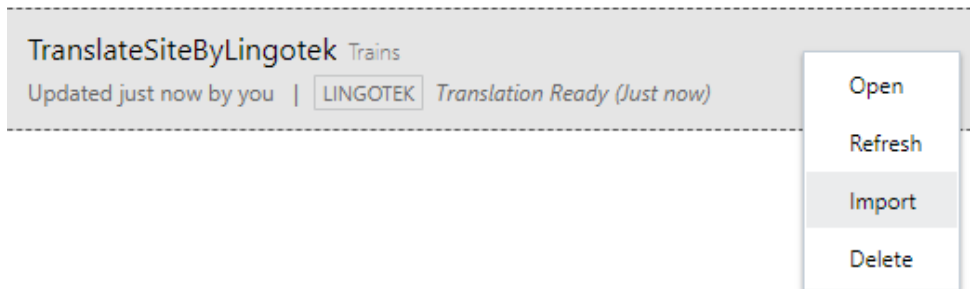 TranslateSiteByLingotek Trains
Updated just now by you | LINGOTEK Translation Ready (Just now)
Open
Refresh
Import
Delete